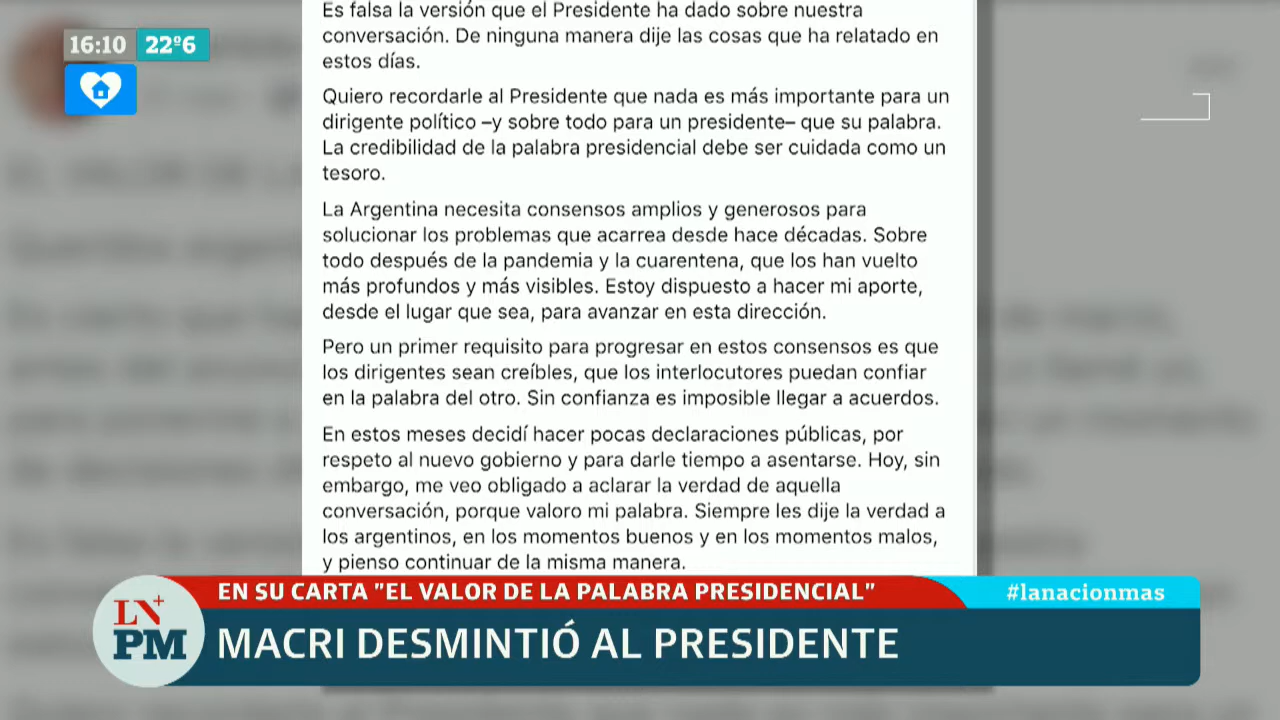 16:10 22º6
Es falsa la versión que el Presidente ha dado sobre nuestra
conversación. De ninguna manera dije las cosas que ha relatado en
estos días.
Quiero recordarle al Presidente que nada es más importante para un
dirigente político –y sobre todo para un presidente– que su palabra.
La credibilidad de la palabra presidencial debe ser cuidada como un
tesoro.
La Argentina necesita consensos amplios y generosos para
solucionar los problemas que acarrea desde hace décadas. Sobre
todo después de la pandemia y la cuarentena, que los han vuelto
más profundos y más visibles. Estoy dispuesto a hacer mi aporte,
desde el lugar que sea, para avanzar en esta dirección.
Pero un primer requisito para progresar en estos consensos es que
los dirigentes sean creíbles, que los interlocutores puedan confiar
en la palabra del otro. Sin confianza es imposible llegar a acuerdos.
En estos meses decidí hacer pocas declaraciones públicas, por
respeto al nuevo gobierno y para darle tiempo a asentarse. Hoy, sin
embargo, me veo obligado a aclarar la verdad de aquella
conversación, porque valoro mi palabra. Siempre les dije la verdad a
los argentinos, en los momentos buenos y en los momentos malos,
y pienso continuar de la misma manera.
EN SU CARTA "EL VALOR DE LA PALABRA PRESIDENCIAL"
#lanacionmas
LN+
PM
MACRI DESMINTIÓ AL PRESIDENTE